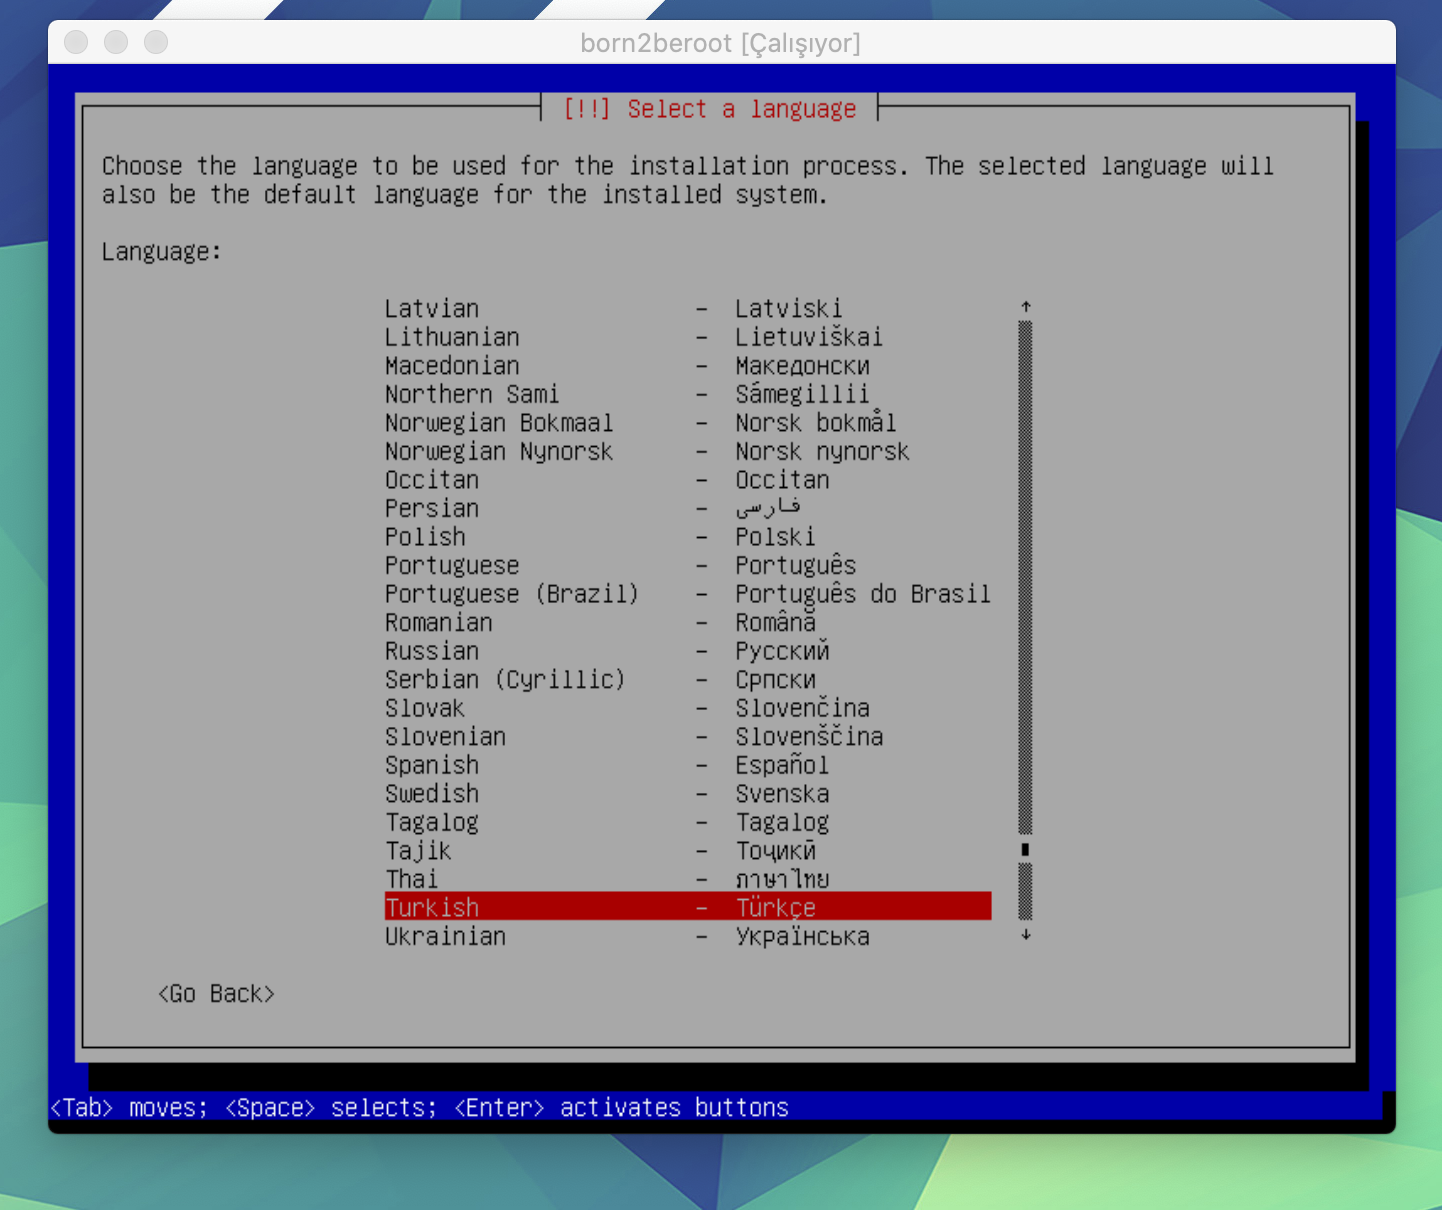 born2beroot [Çalışıyor]
[!!] Select a language
Choose the language to be used for the installation process. The selected language will
also be the default language for the installed system.
Language:
Latvian - Latviski
Lithuanian - Lietuviškai
Macedonian - Македонски
Northern Sami - Sámegillii
Norwegian Bokmaal - Norsk bokmål
Norwegian Nynorsk - Norsk nynorsk
Occitan - Occitan
Persian - فارسی
Polish - Polski
Portuguese - Português
Portuguese (Brazil) - Português do Brasil
Romanian - Română
Russian - Русский
Serbian (Cyrillic) - Српски
Slovak - Slovenčina
Slovenian - Slovenščina
Spanish - Español
Swedish - Svenska
Tagalog - Tagalog
Tajik - Тоҷикӣ
Thai - ภาษาไทย
Turkish - Türkçe
Ukrainian - Українська
<Go Back>
<Tab> moves; <Space> selects; <Enter> activates buttons